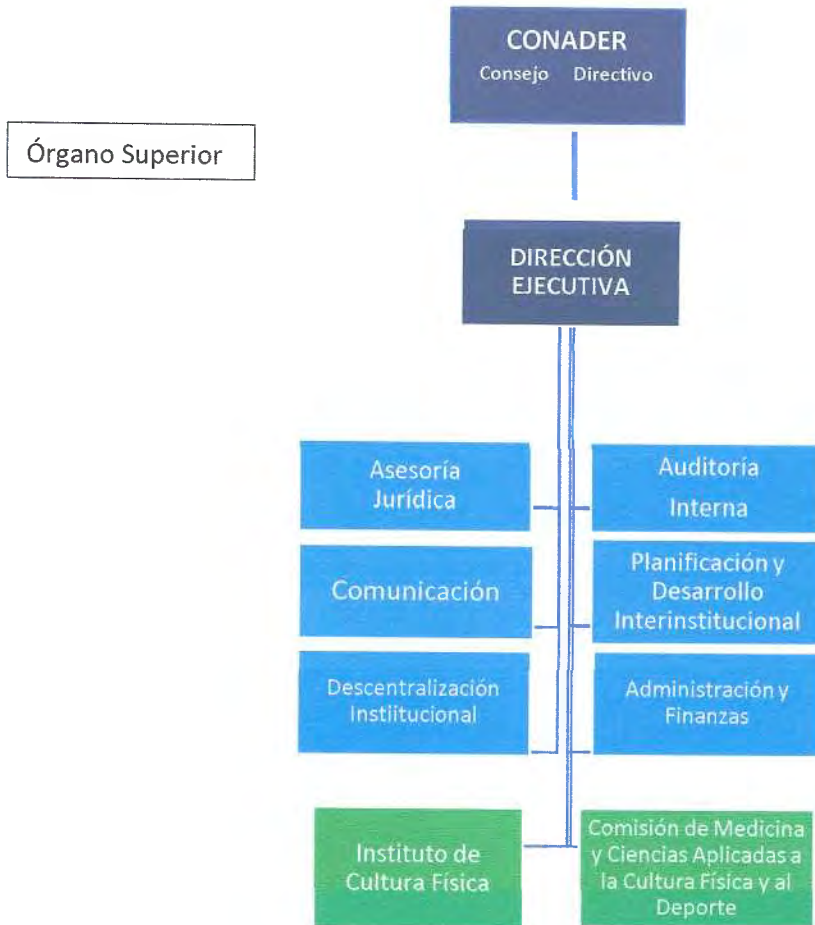 CONADER
Consejo Directivo
Órgano Superior
DIRECCIÓN
EJECUTIVA
Asesoría
Jurídica
Auditoría
Interna
Comunicación
Planificación y
Desarrollo
Interinstitucional
Descentralización
Instiitucional
Administración y
Finanzas
Instituto de
Cultura Física
Comisión de Medicina
y Ciencias Aplicadas a
la Cultura Física y al
Deporte